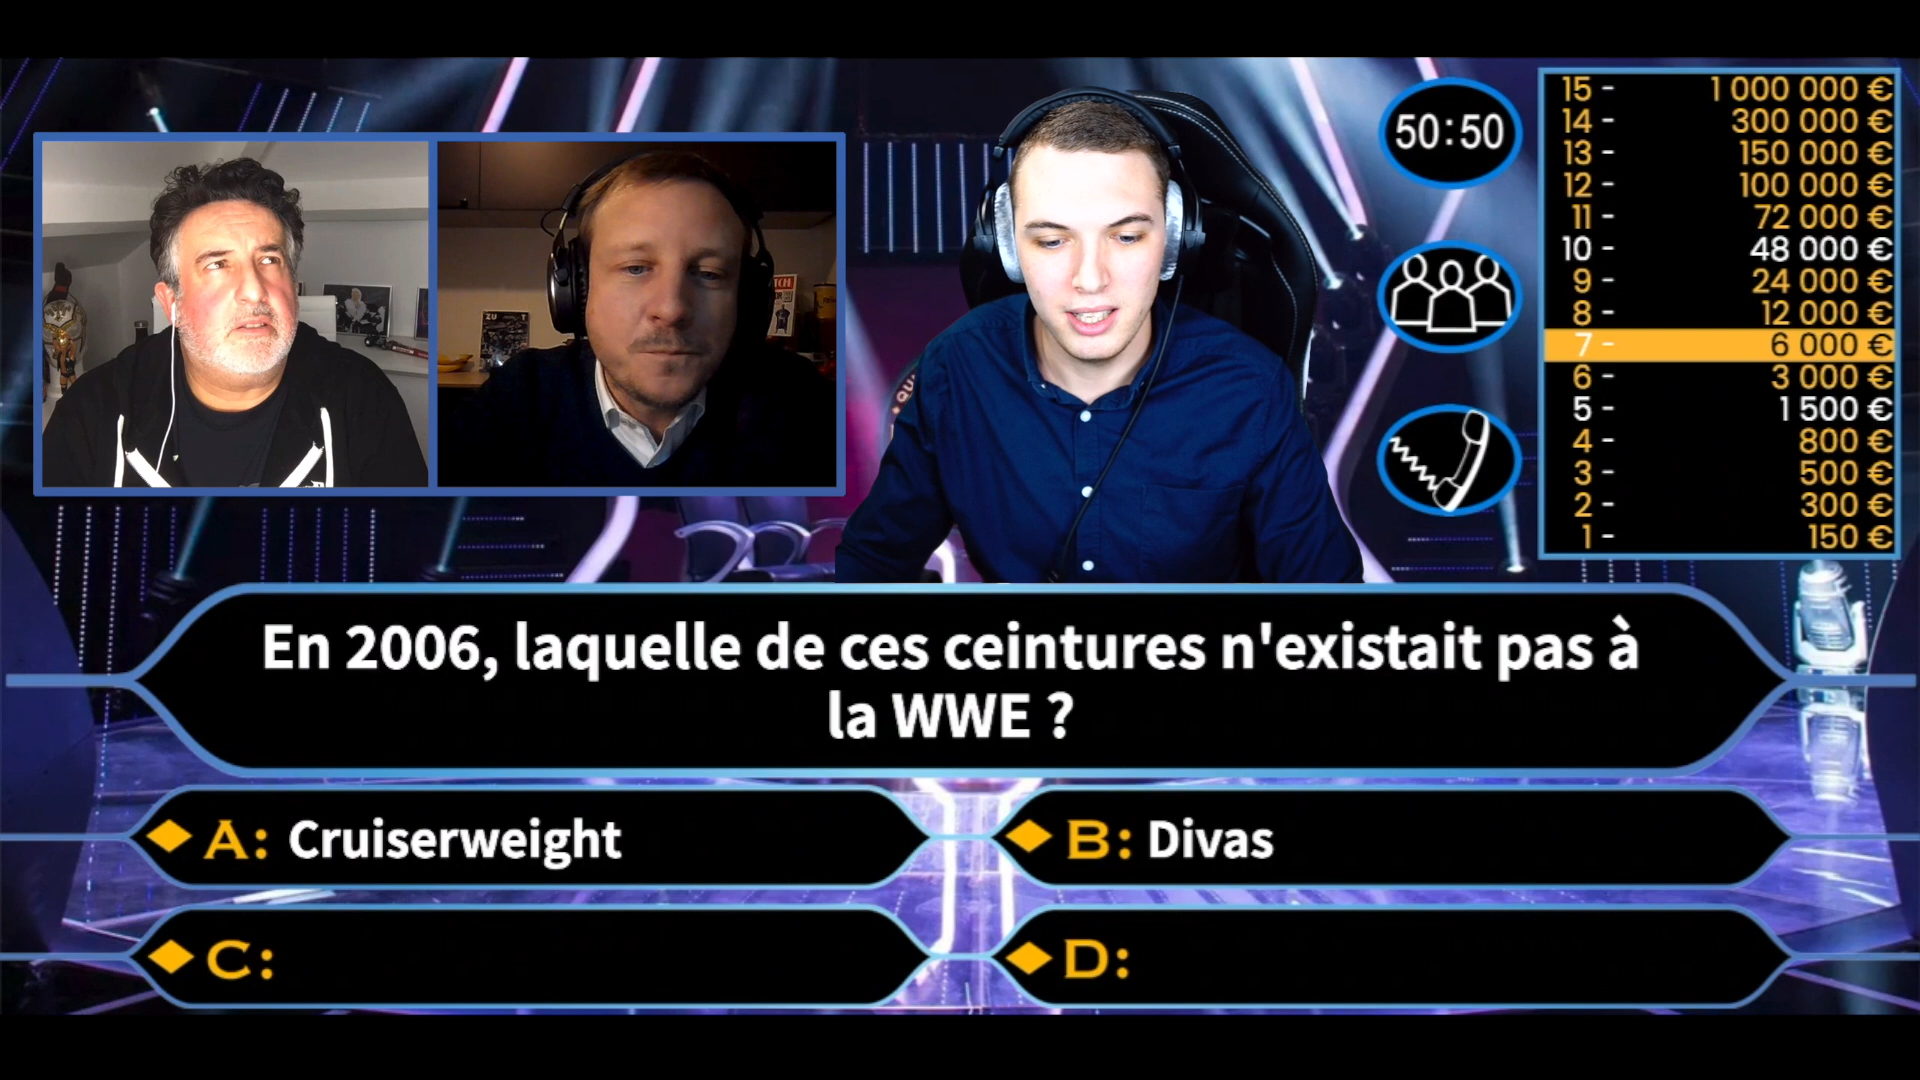 50:50
15 - 1 000 000 €
14 - 300 000 €
13 - 150 000 €
12 - 100 000 €
11 - 72 000 €
10 - 48 000 €
9 - 24 000 €
8 - 12 000 €
7 - 6 000 €
6 - 3 000 €
5 - 1 500 €
4 - 800 €
3 - 500 €
2 - 300 €
1 - 150 €
En 2006, laquelle de ces ceintures n'existait pas à
la WWE ?
A: Cruiserweight
B: Divas
C:
D: